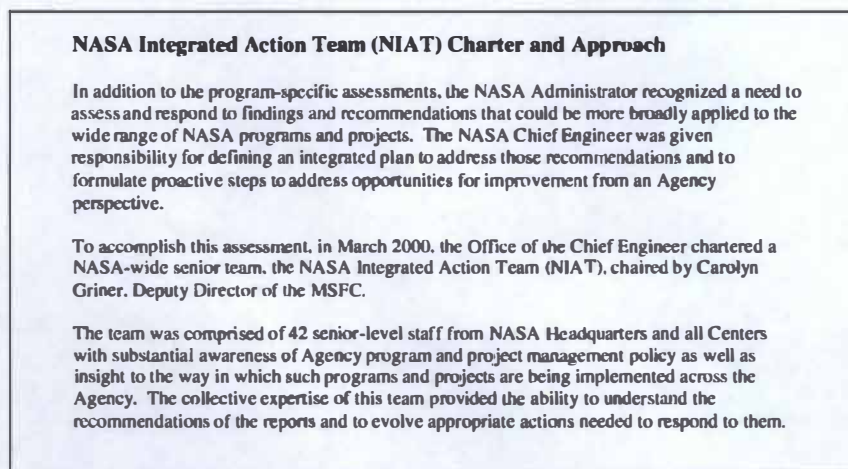 NASA Integrated Action Team (NIAT) Charter and Approach
In addition to the program-specific assessments, the NASA Administrator recognized a need to
assess and respond to findings and recommendations that could be more broadly applied to the
wide range of NASA programs and projects. The NASA Chief Engineer was given
responsibility for defining an integrated plan to address those recommendations and to
formulate proactive steps to address opportunities for improvement from an Agency
perspective.
To accomplish this assessment, in March 2000, the Office of the Chief Engineer chartered a
NASA-wide senior team, the NASA Integrated Action Team (NIAT), chaired by Carolyn
Griner, Deputy Director of the MSFC.
The team was comprised of 42 senior-level staff from NASA Headquarters and all Centers
with substantial awareness of Agency program and project management policy as well as
insight to the way in which such programs and projects are being implemented across the
Agency. The collective expertise of this team provided the ability to understand the
recommendations of the reports and to evolve appropriate actions needed to respond to them.